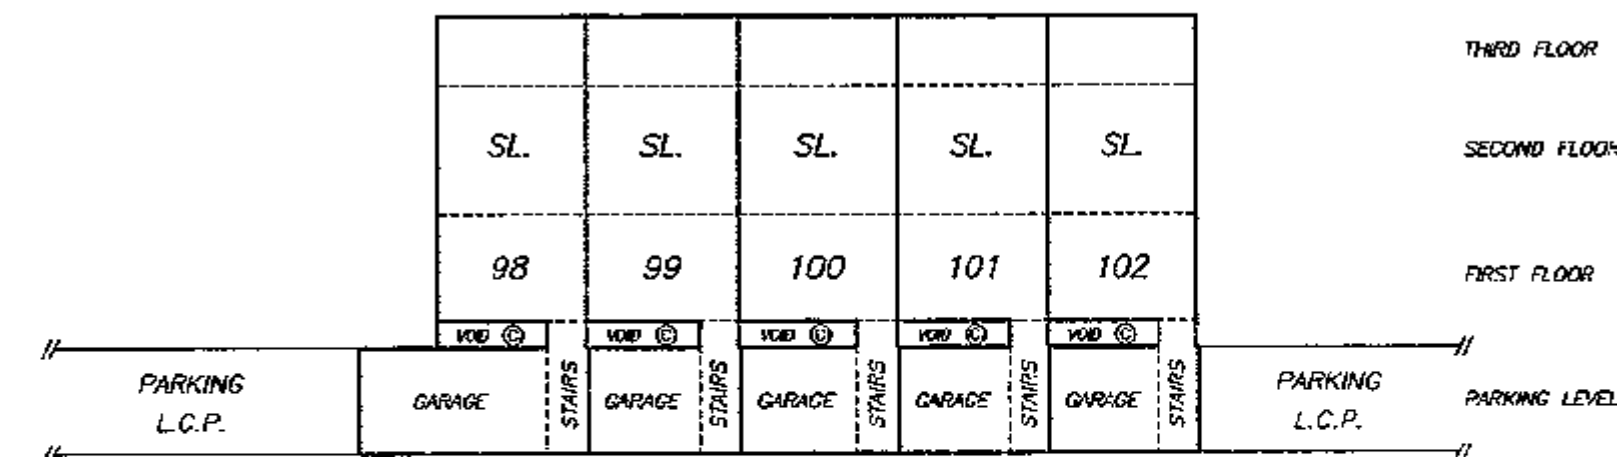 THIRD FLOOR
SL. SL. SL. SL. SL.
SECOND FLOOR
98 99 100 101 102
FIRST FLOOR
VOID Ⓒ VOID Ⓒ VOID Ⓒ VOID Ⓒ VOID Ⓒ
PARKING
L.C.P.
GARAGE STAIRS GARAGE STAIRS GARAGE STAIRS GARAGE STAIRS GARAGE STAIRS
PARKING
L.C.P.
PARKING LEVEL